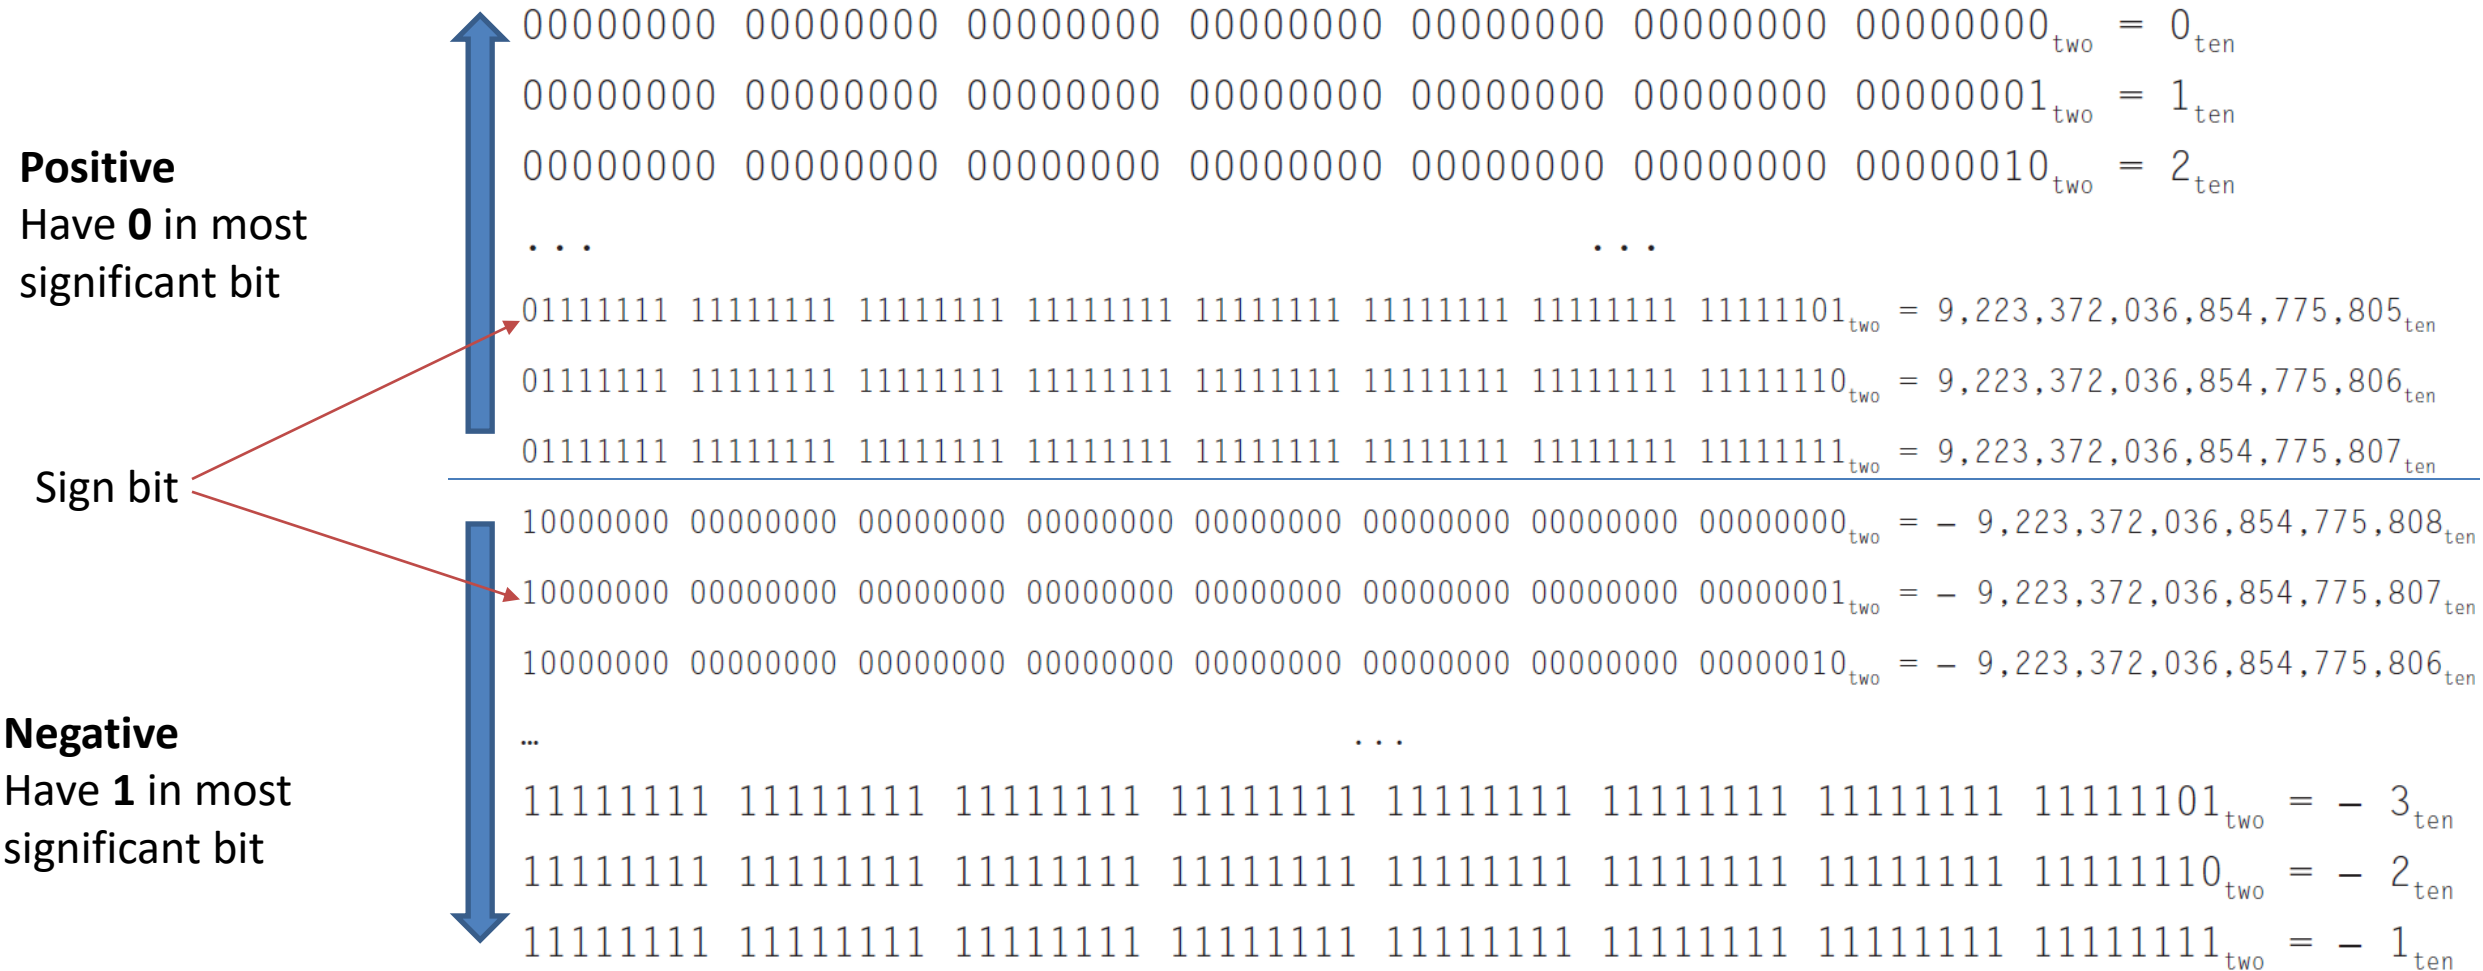 Positive
Have 0 in most
significant bit
Sign bit
Negative
Have 1 in most
significant bit
00000000 00000000 00000000 00000000 00000000 00000000 00000000two = 0ten
00000000 00000000 00000000 00000000 00000000 00000000 00000001two = 1ten
00000000 00000000 00000000 00000000 00000000 00000000 00000010two = 2ten
... ...
01111111 11111111 11111111 11111111 11111111 11111111 11111111 11111101two = 9,223,372,036,854,775,805ten
01111111 11111111 11111111 11111111 11111111 11111111 11111111 11111110two = 9,223,372,036,854,775,806ten
01111111 11111111 11111111 11111111 11111111 11111111 11111111 11111111two = 9,223,372,036,854,775,807ten
10000000 00000000 00000000 00000000 00000000 00000000 00000000 00000000two = – 9,223,372,036,854,775,808ten
10000000 00000000 00000000 00000000 00000000 00000000 00000000 00000001two = – 9,223,372,036,854,775,807ten
10000000 00000000 00000000 00000000 00000000 00000000 00000000 00000010two = – 9,223,372,036,854,775,806ten
… ...
11111111 11111111 11111111 11111111 11111111 11111111 11111111 11111101two = – 3ten
11111111 11111111 11111111 11111111 11111111 11111111 11111111 11111110two = – 2ten
11111111 11111111 11111111 11111111 11111111 11111111 11111111 11111111two = – 1ten